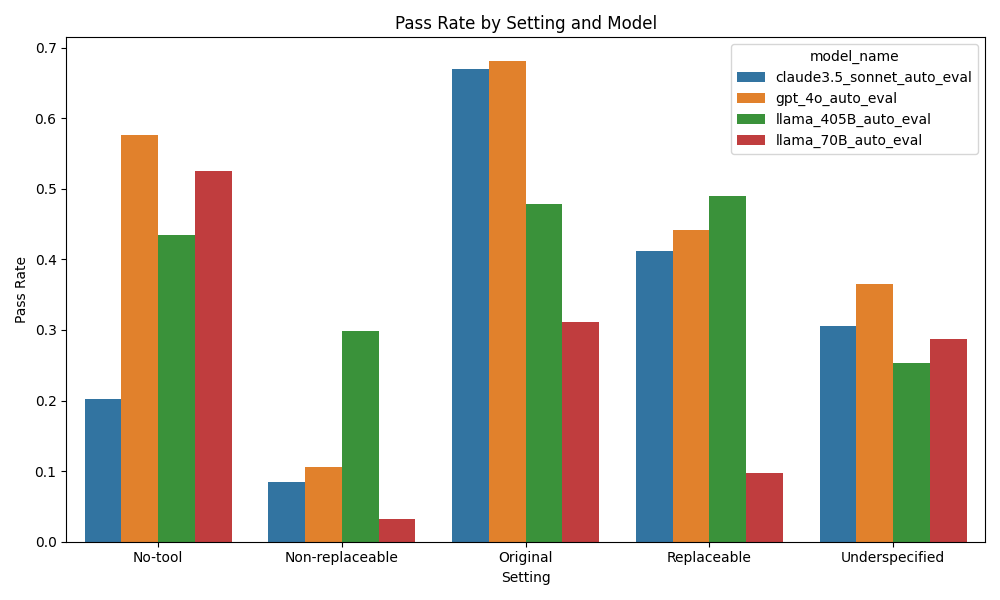 Pass Rate by Setting and Model
model_name
claude3.5_sonnet_auto_eval
gpt_4o_auto_eval
llama_405B_auto_eval
llama_70B_auto_eval
Pass Rate
0.7
0.6
0.5
0.4
0.3
0.2
0.1
0.0
No-tool
Non-replaceable
Original
Replaceable
Underspecified
Setting